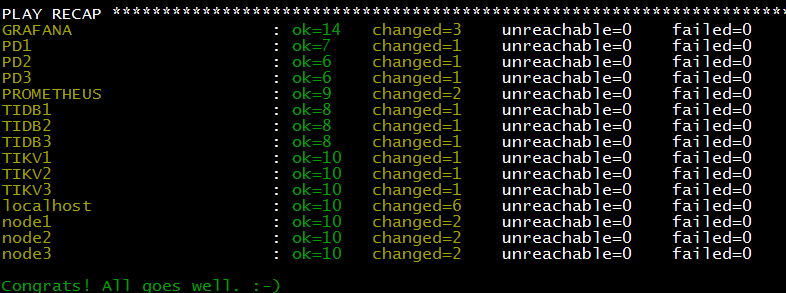 PLAY RECAP *********************************************************************
GRAFANA : ok=14 changed=3 unreachable=0 failed=0
PD1 : ok=7 changed=1 unreachable=0 failed=0
PD2 : ok=6 changed=1 unreachable=0 failed=0
PD3 : ok=6 changed=1 unreachable=0 failed=0
PROMETHEUS : ok=9 changed=2 unreachable=0 failed=0
TIDB1 : ok=8 changed=1 unreachable=0 failed=0
TIDB2 : ok=8 changed=1 unreachable=0 failed=0
TIDB3 : ok=8 changed=1 unreachable=0 failed=0
TIKV1 : ok=10 changed=1 unreachable=0 failed=0
TIKV2 : ok=10 changed=1 unreachable=0 failed=0
TIKV3 : ok=10 changed=1 unreachable=0 failed=0
localhost : ok=10 changed=6 unreachable=0 failed=0
node1 : ok=10 changed=2 unreachable=0 failed=0
node2 : ok=10 changed=2 unreachable=0 failed=0
node3 : ok=10 changed=2 unreachable=0 failed=0
Congrats! All goes well. :-)